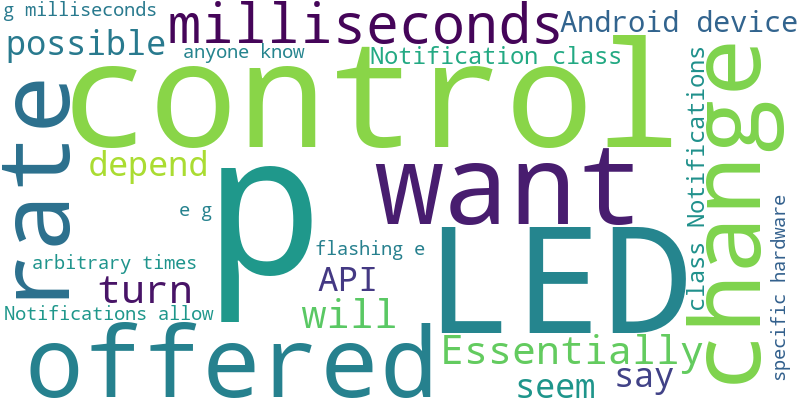 g milliseconds
milliseconds
Android device
possible
anyone know
Notification class
control
change
rate
depend
p
want
class Notifications
e g
LED
specific hardware
flashing e
arbitrary times
API
turn
will
Notifications allow
offered
Essentially
say
seem